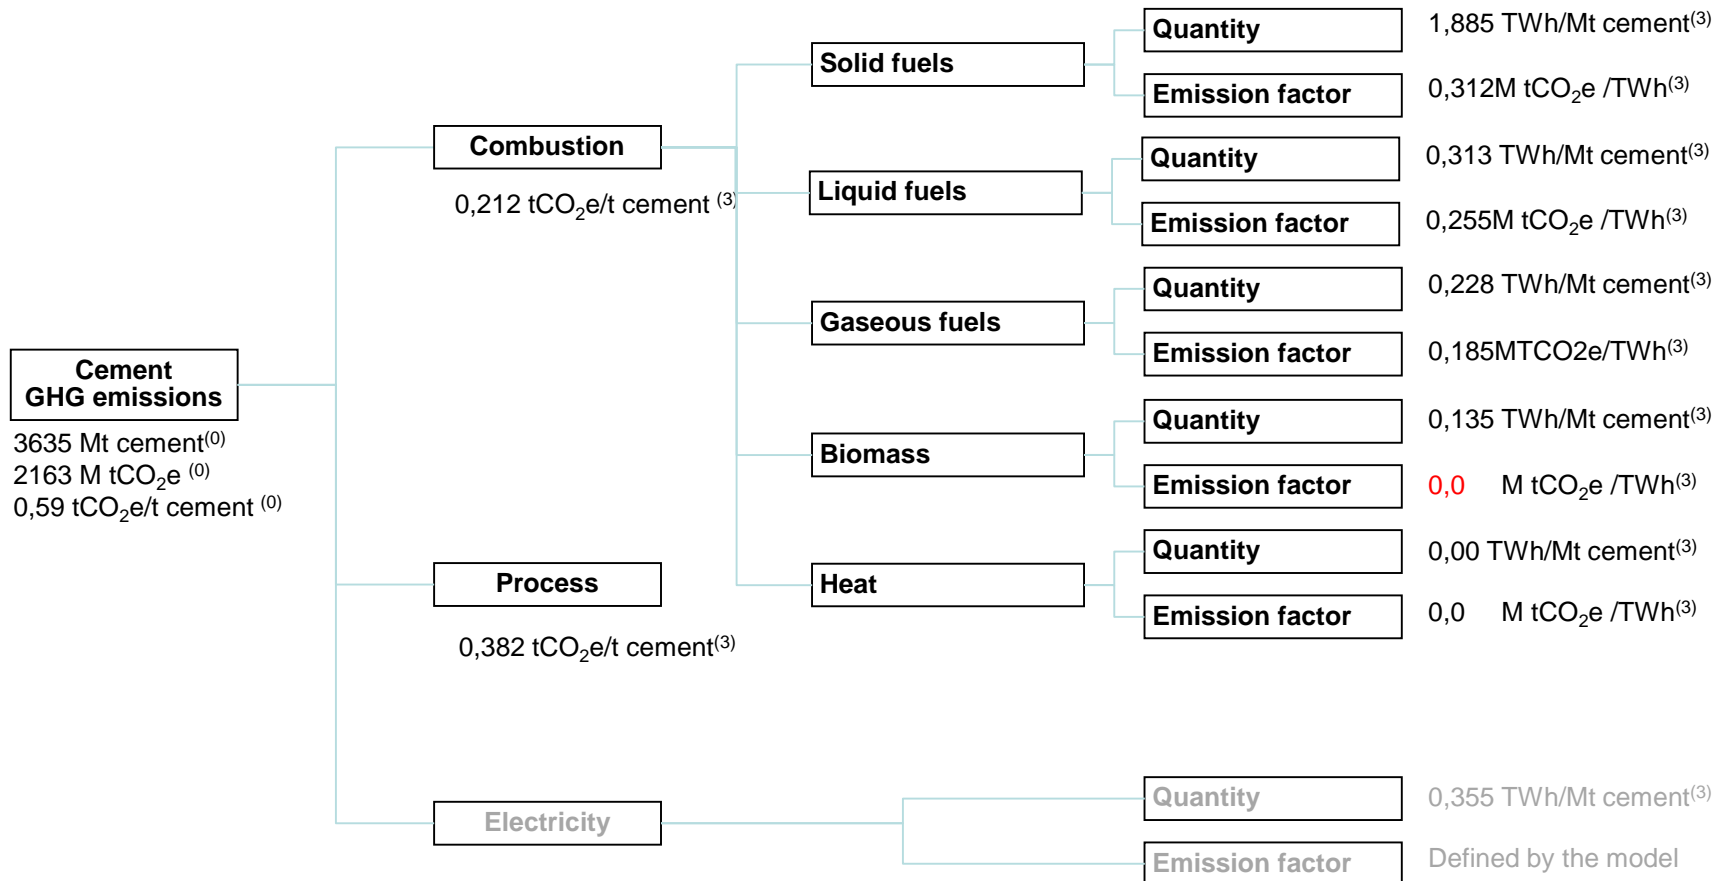 Cement
GHG emissions
3635 Mt cement(0)
2163 M tCO2e (0)
0,59 tCO2e/t cement (0)
Combustion
0,212 tCO2e/t cement (3)
Process
0,382 tCO2e/t cement(3)
Electricity
Solid fuels
Quantity
1,885 TWh/Mt cement(3)
Emission factor
0,312M tCO2e /TWh(3)
Liquid fuels
Quantity
0,313 TWh/Mt cement(3)
Emission factor
0,255M tCO2e /TWh(3)
Gaseous fuels
Quantity
0,228 TWh/Mt cement(3)
Emission factor
0,185MTCO2e/TWh(3)
Biomass
Quantity
0,135 TWh/Mt cement(3)
Emission factor
0,0 M tCO2e /TWh(3)
Heat
Quantity
0,00 TWh/Mt cement(3)
Emission factor
0,0 M tCO2e /TWh(3)
Quantity
0,355 TWh/Mt cement(3)
Emission factor
Defined by the model